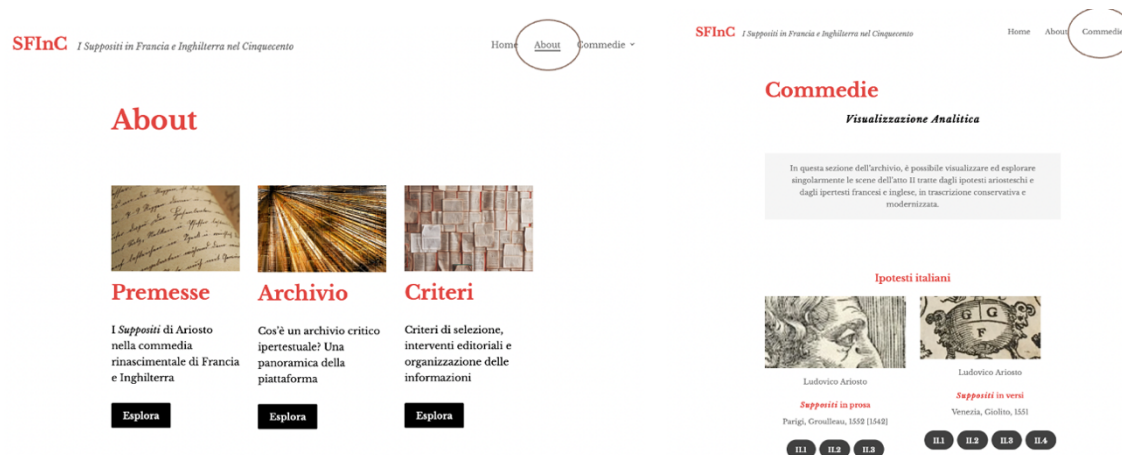 SFInC I Suppositi in Francia e Inghilterra nel Cinquecento
Home About Commedie
About
Premesse
I Suppositi di Ariosto
nella commedia
rinascimentale di Francia
e Inghilterra
Esplora
Archivio
Cos'è un archivio critico
ipertestuale? Una
panoramica della
piattaforma
Esplora
Criteri
Criteri di selezione,
interventi editoriali e
organizzazione delle
informazioni
Esplora
SFInC I Suppositi in Francia e Inghilterra nel Cinquecento
Home About Commedie
Commedie
Visualizzazione Analitica
In questa sezione dell'archivio, è possibile visualizzare ed esplorare
singolarmente le scene dell'atto II tratte dagli ipotesti ariosteschi e
dagli ipertesti francesi e inglese, in trascrizione conservativa e
modernizzata.
Ipotesti italiani
Ludovico Ariosto
Suppositi in prosa
Parigi, Groulleau, 1552 [1542]
II.1 II.2 II.3
G G
F
Ludovico Ariosto
Suppositi in versi
Venezia, Giolito, 1551
II.1 II.2 II.3 II.4